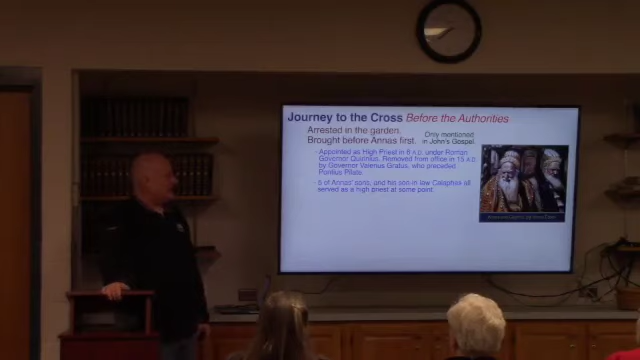 Journey to the Cross Before the Authorities
Arrested in the garden.
Brought before Annas first.
Only mentioned
in John's Gospel.
- Appointed as High Priest in 6 A.D. under Roman
Governor Quirinius. Removed from office in 15 A.D.
by Governor Valerius Gratus, who preceded
Pontius Pilate.
- 5 of Annas' sons, and his son-in law Caiaphas all
served as a high priest at some point